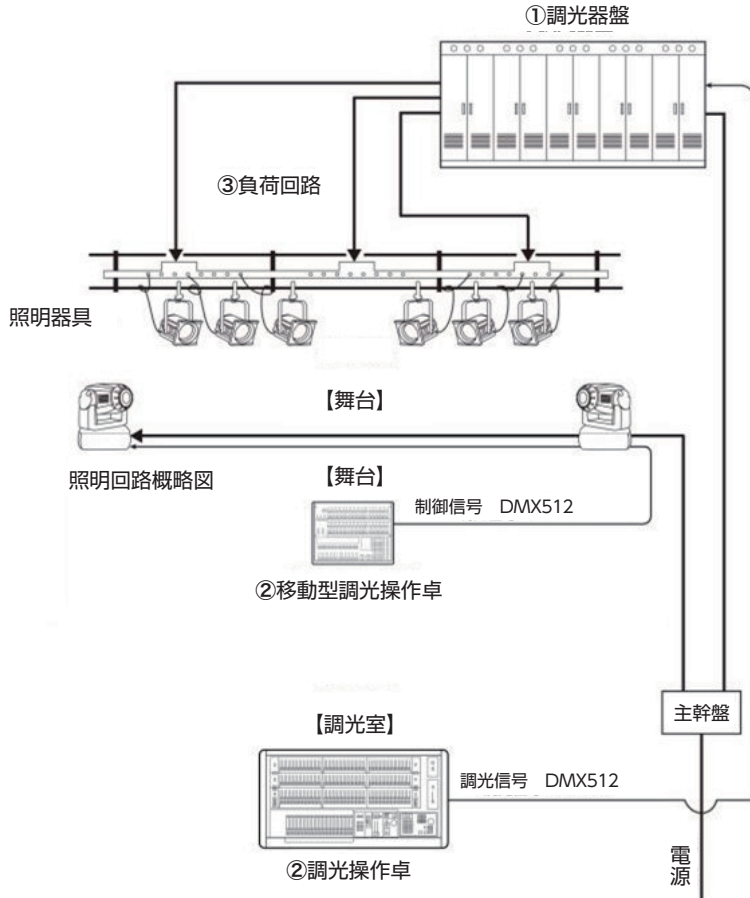 ①調光器盤
③負荷回路
照明器具
【舞台】
照明回路概略図
【舞台】
制御信号 DMX512
②移動型調光操作卓
主幹盤
【調光室】
調光信号 DMX512
電源
②調光操作卓